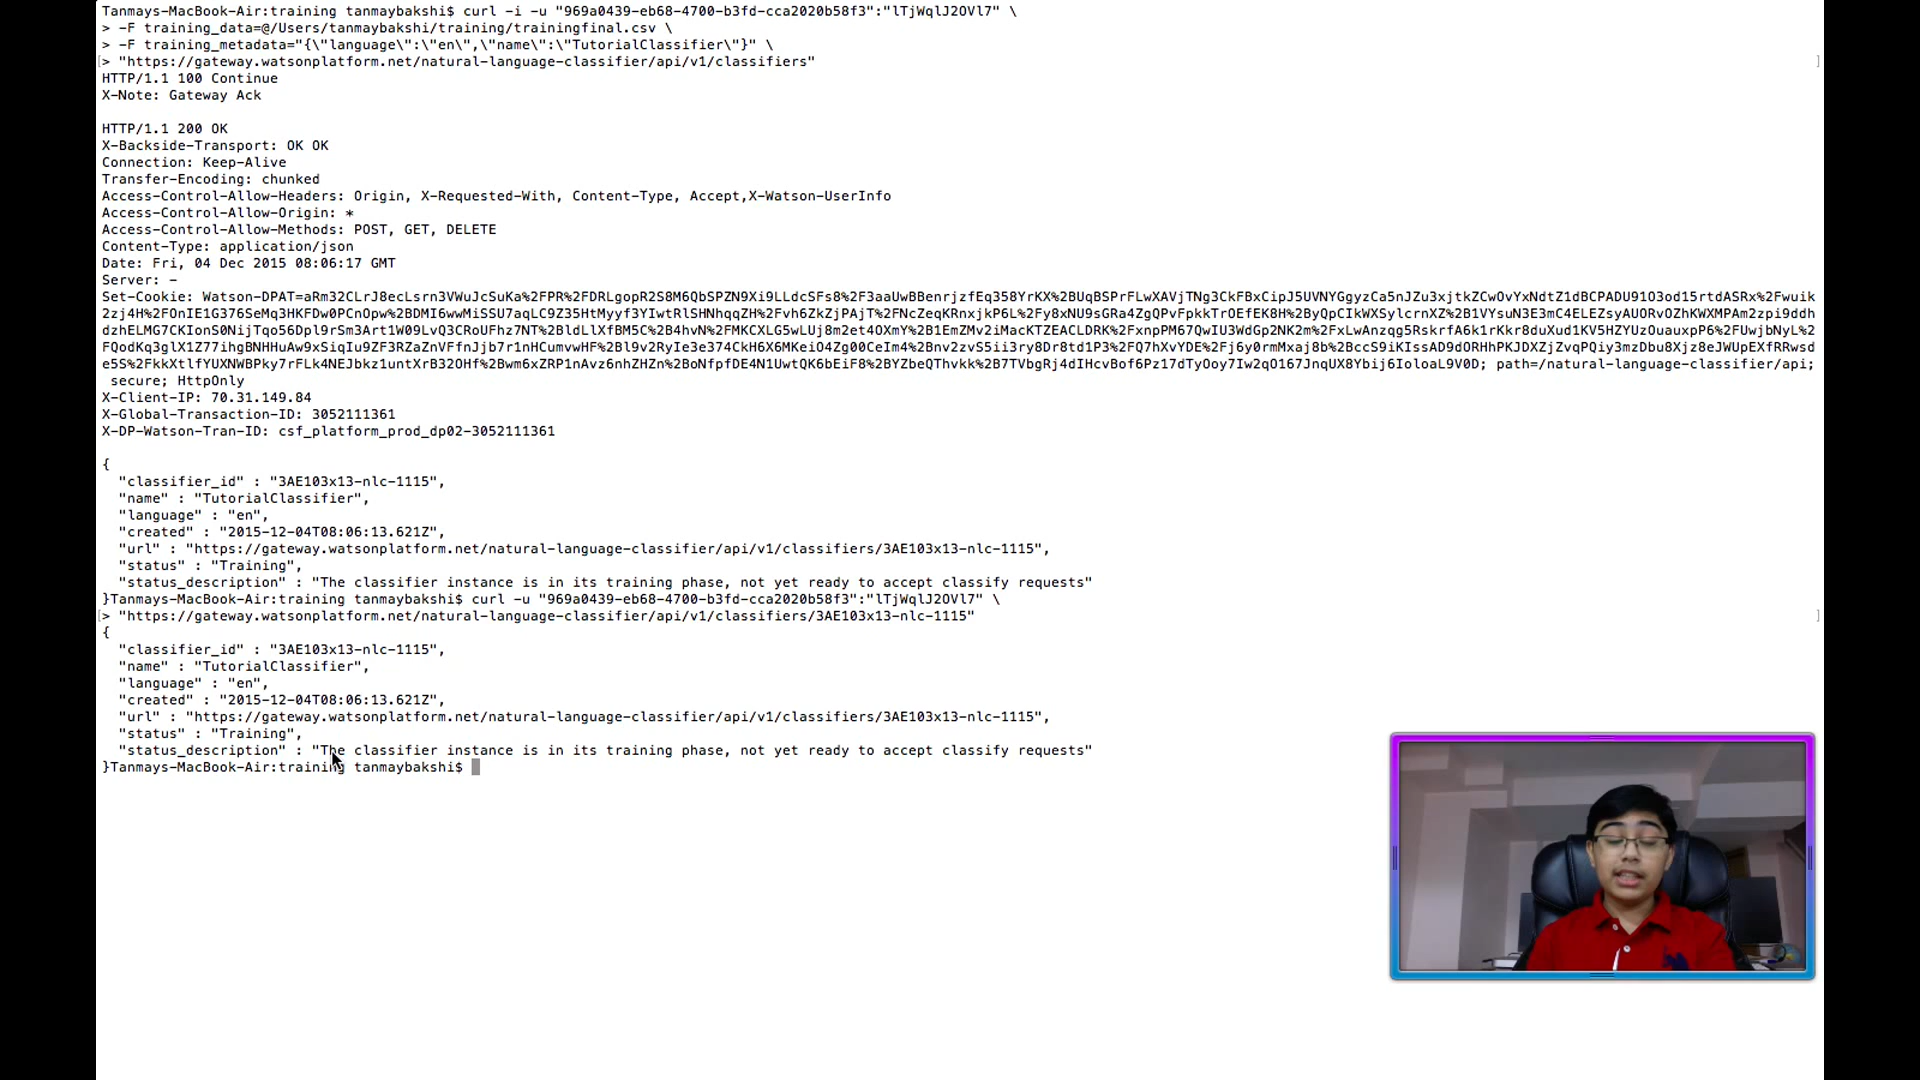 Tanmays-MacBook-Air:training tanmaybakshi$ curl -i -u "969a0439-eb68-4700-b3fd-cca2020b58f3":"lTjWqlJ2OVl7" \
> -F training_data=@/Users/tanmaybakshi/training/trainingfinal.csv \
> -F training_metadata="{\"language\":\"en\",\"name\":\"TutorialClassifier\"}" \
[> "https://gateway.watsonplatform.net/natural-language-classifier/api/v1/classifiers" ]
HTTP/1.1 100 Continue
X-Note: Gateway Ack
HTTP/1.1 200 OK
X-Backside-Transport: OK OK
Connection: Keep-Alive
Transfer-Encoding: chunked
Access-Control-Allow-Headers: Origin, X-Requested-With, Content-Type, Accept,X-Watson-UserInfo
Access-Control-Allow-Origin: *
Access-Control-Allow-Methods: POST, GET, DELETE
Content-Type: application/json
Date: Fri, 04 Dec 2015 08:06:17 GMT
Server: -
Set-Cookie:
path=/natural-language-classifier/api;
secure; HttpOnly
X-Client-IP: 70.31.149.84
X-Global-Transaction-ID: 3052111361
X-DP-Watson-Tran-ID: csf_platform_prod_dp02-3052111361
{
"classifier_id" : "3AE103x13-nlc-1115",
"name" : "TutorialClassifier",
"language" : "en",
"created" : "2015-12-04T08:06:13.621Z",
"url" : "https://gateway.watsonplatform.net/natural-language-classifier/api/v1/classifiers/3AE103x13-nlc-1115",
"status" : "Training",
"status_description" : "The classifier instance is in its training phase, not yet ready to accept classify requests"
}Tanmays-MacBook-Air:training tanmaybakshi$ curl -u "969a0439-eb68-4700-b3fd-cca2020b58f3":"lTjWqlJ2OVl7" \
[> "https://gateway.watsonplatform.net/natural-language-classifier/api/v1/classifiers/3AE103x13-nlc-1115" ]
{
"classifier_id" : "3AE103x13-nlc-1115",
"name" : "TutorialClassifier",
"language" : "en",
"created" : "2015-12-04T08:06:13.621Z",
"url" : "https://gateway.watsonplatform.net/natural-language-classifier/api/v1/classifiers/3AE103x13-nlc-1115",
"status" : "Training",
"status_description" : "The classifier instance is in its training phase, not yet ready to accept classify requests"
}Tanmays-MacBook-Air:training tanmaybakshi$